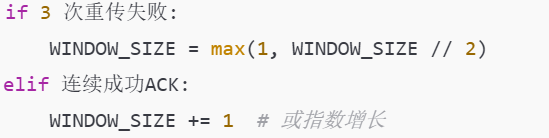 if 3 次重传失败:
    WINDOW_SIZE = max(1, WINDOW_SIZE // 2)
elif 连续成功ACK:
    WINDOW_SIZE += 1  # 或指数增长